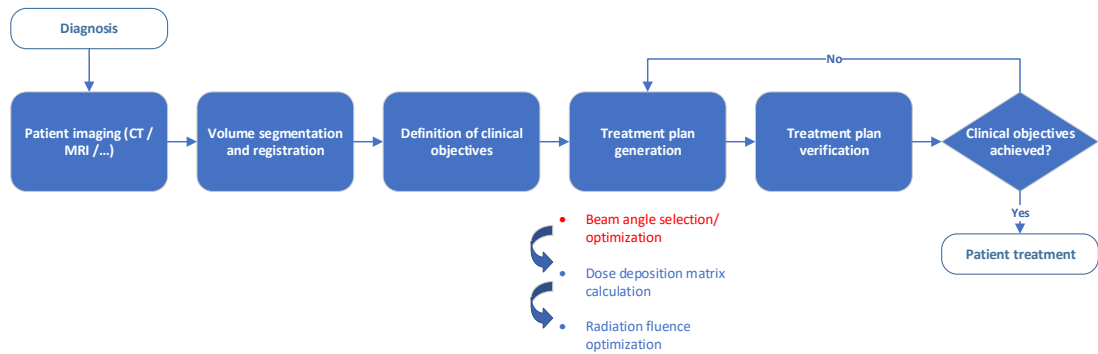 Diagnosis
No
Patient imaging (CT /
MRI /...)
Volume segmentation
and registration
Definition of clinical
objectives
Treatment plan
generation
Treatment plan
verification
Clinical objectives
achieved?
Yes
Patient treatment
• Beam angle selection/
optimization
• Dose deposition matrix
calculation
• Radiation fluence
optimization